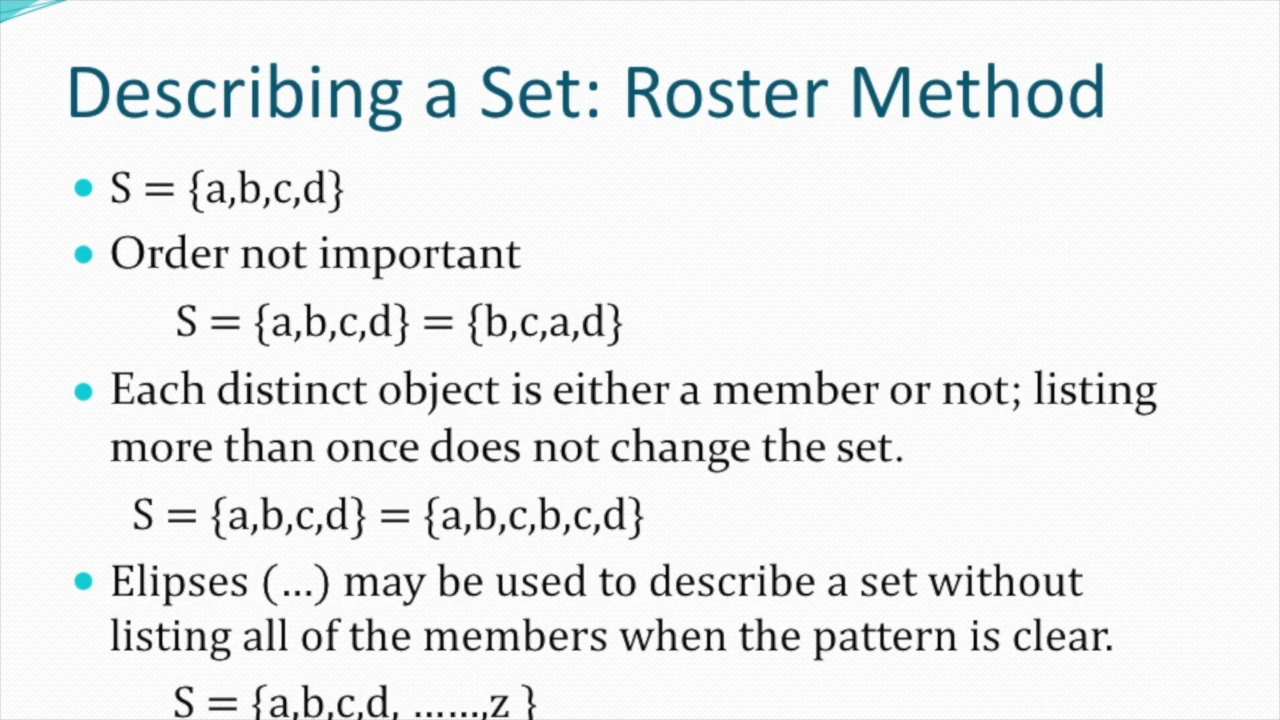 Describing a Set: Roster Method
S = {a,b,c,d}
Order not important
S = {a,b,c,d} = {b,c,a,d}
Each distinct object is either a member or not; listing
more than once does not change the set.
S = {a,b,c,d} = {a,b,c,b,c,d}
Elipses (…) may be used to describe a set without
listing all of the members when the pattern is clear.
S = {a,b,c,d, ……,z }